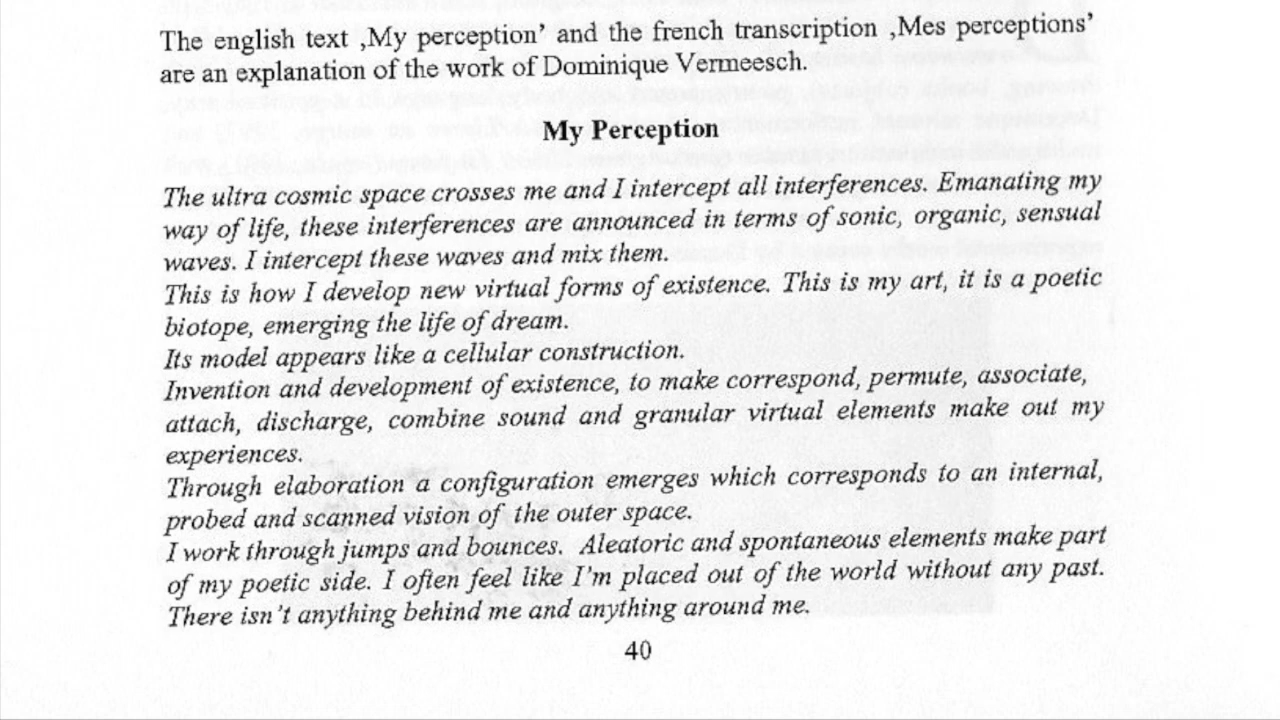 The english text ‚My perception’ and the french transcription ‚Mes perceptions’
are an explanation of the work of Dominique Vermeesch.
My Perception
The ultra cosmic space crosses me and I intercept all interferences. Emanating my
way of life, these interferences are announced in terms of sonic, organic, sensual
waves. I intercept these waves and mix them.
This is how I develop new virtual forms of existence. This is my art, it is a poetic
biotope, emerging the life of dream.
Its model appears like a cellular construction.
Invention and development of existence, to make correspond, permute, associate,
attach, discharge, combine sound and granular virtual elements make out my
experiences.
Through elaboration a configuration emerges which corresponds to an internal,
probed and scanned vision of the outer space.
I work through jumps and bounces. Aleatoric and spontaneous elements make part
of my poetic side. I often feel like I’m placed out of the world without any past.
There isn’t anything behind me and anything around me.
40